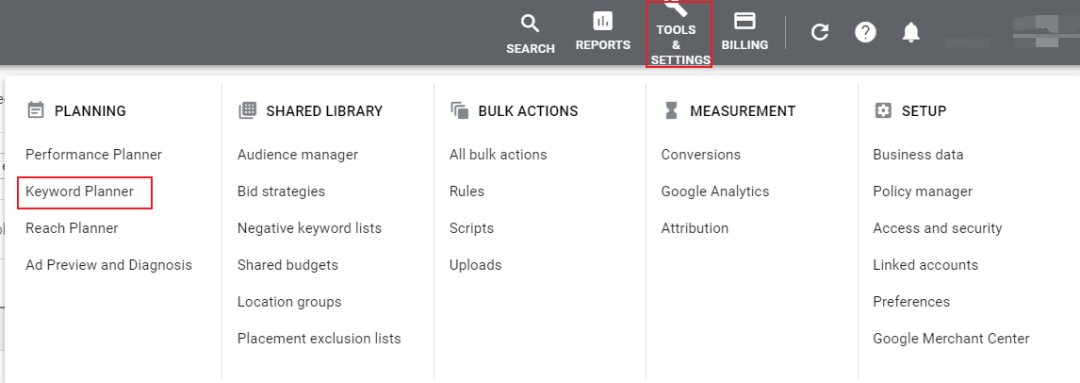 SEARCH
REPORTS
TOOLS
&
SETTINGS
BILLING
PLANNING
Performance Planner
Keyword Planner
Reach Planner
Ad Preview and Diagnosis
SHARED LIBRARY
Audience manager
Bid strategies
Negative keyword lists
Shared budgets
Location groups
Placement exclusion lists
BULK ACTIONS
All bulk actions
Rules
Scripts
Uploads
MEASUREMENT
Conversions
Google Analytics
Attribution
SETUP
Business data
Policy manager
Access and security
Linked accounts
Preferences
Google Merchant Center